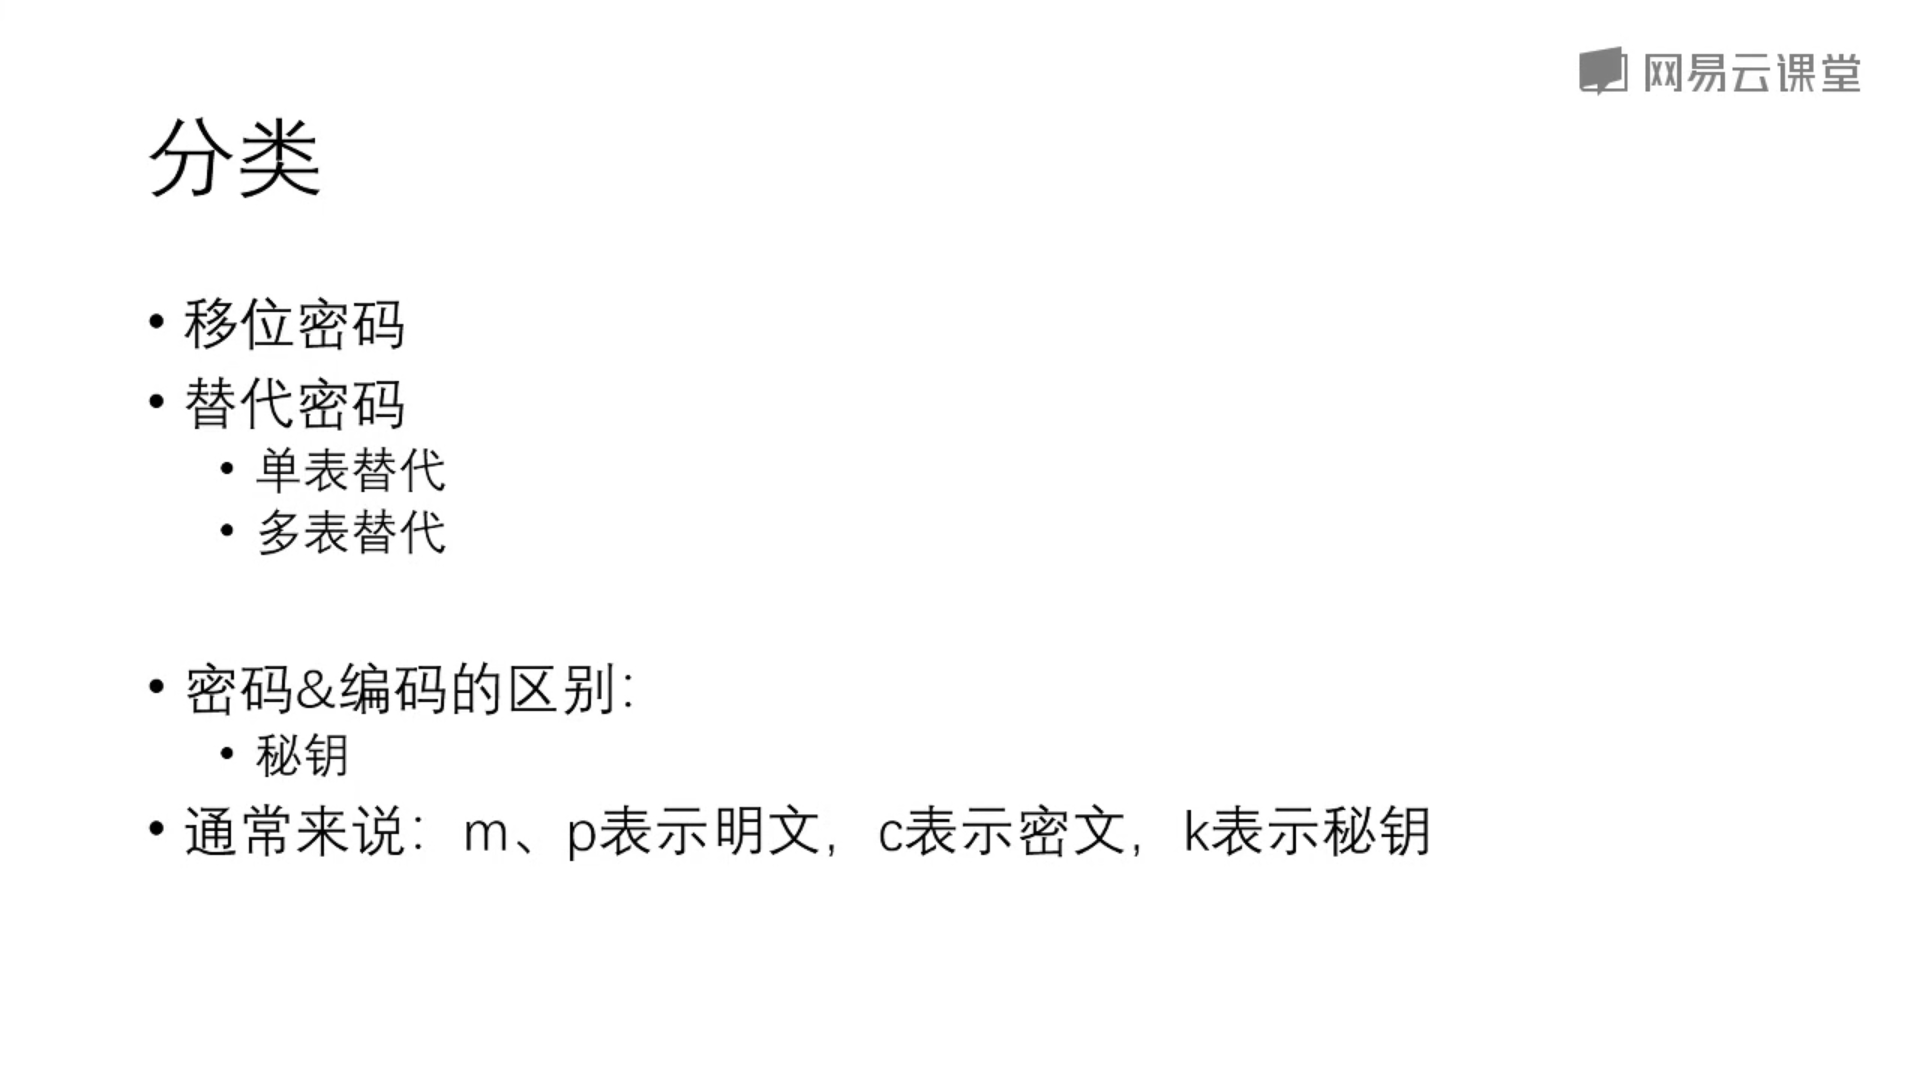 网易云课堂
分类
• 移位密码
• 替代密码
• 单表替代
• 多表替代
• 密码&编码的区别：
• 秘钥
• 通常来说：m、p表示明文，c表示密文，k表示秘钥